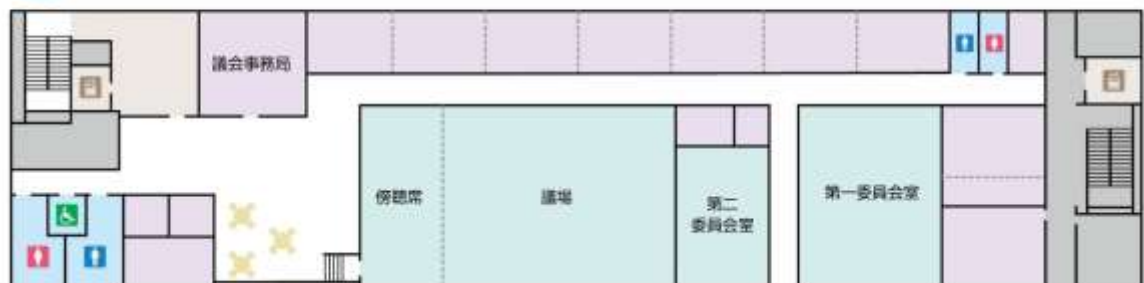 議会事務局
傍聴席
議場
第二
委員会室
第一委員会室